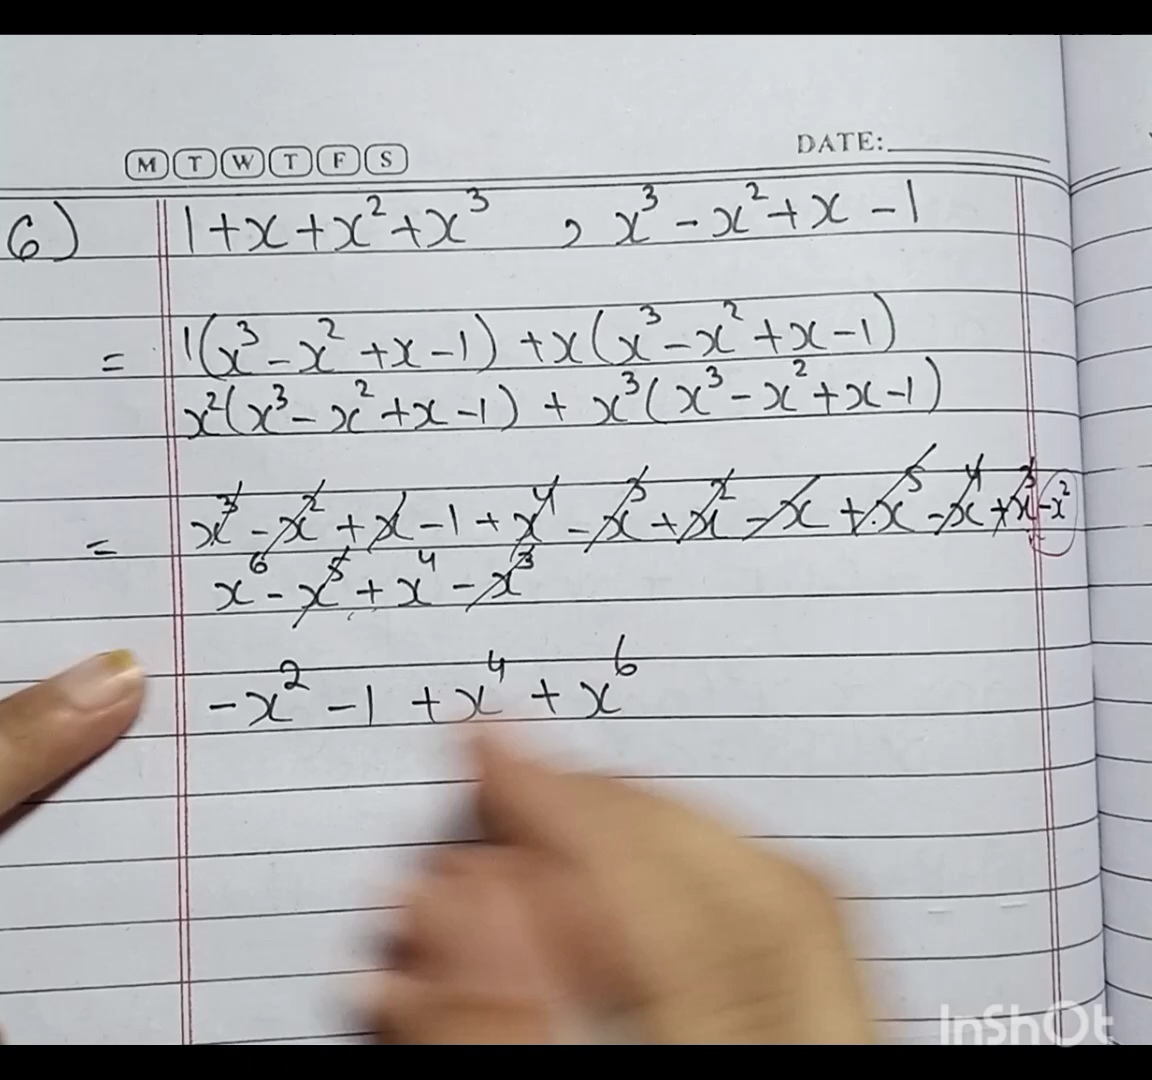 M T W T F S
DATE:
6) 1+x+x²+x³ , x³-x²+x-1
= 1(x³-x²+x-1)+x(x³-x²+x-1)
x²(x³-x²+x-1)+x³(x³-x²+x-1)
= x³-x²+x-1+x⁴-x³+x²-x+x⁵-x⁴+x³-x²
x⁶-x⁵+x⁴-x³
-x²-1+x⁴+x⁶
InShOt